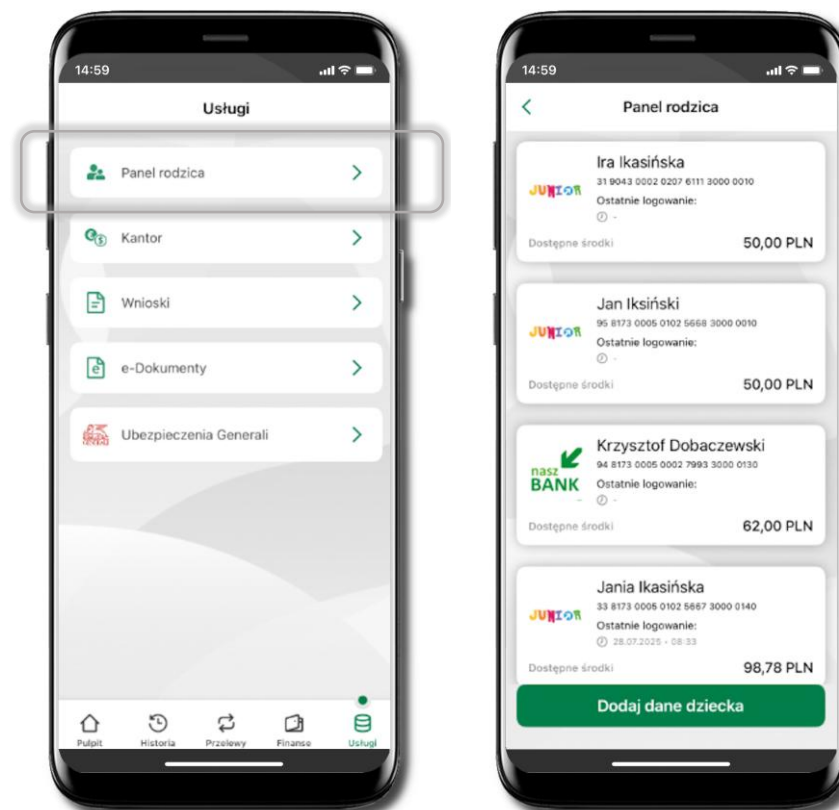 14:59
Usługi
Panel rodzica
Kantor
Wnioski
e-Dokumenty
GENERALI
Ubezpieczenia Generali
Pulpit
Historia
Przelewy
Finanse
Usługi
14:59
Panel rodzica
JUNIOR
Ira Ikasińska
31 9043 0002 0207 6111 3000 0010
Ostatnie logowanie:
-
Dostępne środki
50,00 PLN
JUNIOR
Jan Iksiński
95 8173 0005 0102 5668 3000 0010
Ostatnie logowanie:
-
Dostępne środki
50,00 PLN
nasz
BANK
Krzysztof Dobaczewski
94 8173 0005 0002 7993 3000 0130
Ostatnie logowanie:
-
Dostępne środki
62,00 PLN
JUNIOR
Jania Ikasińska
33 8173 0005 0102 5667 3000 0140
Ostatnie logowanie:
28.07.2025 - 08:33
Dostępne środki
98,78 PLN
Dodaj dane dziecka